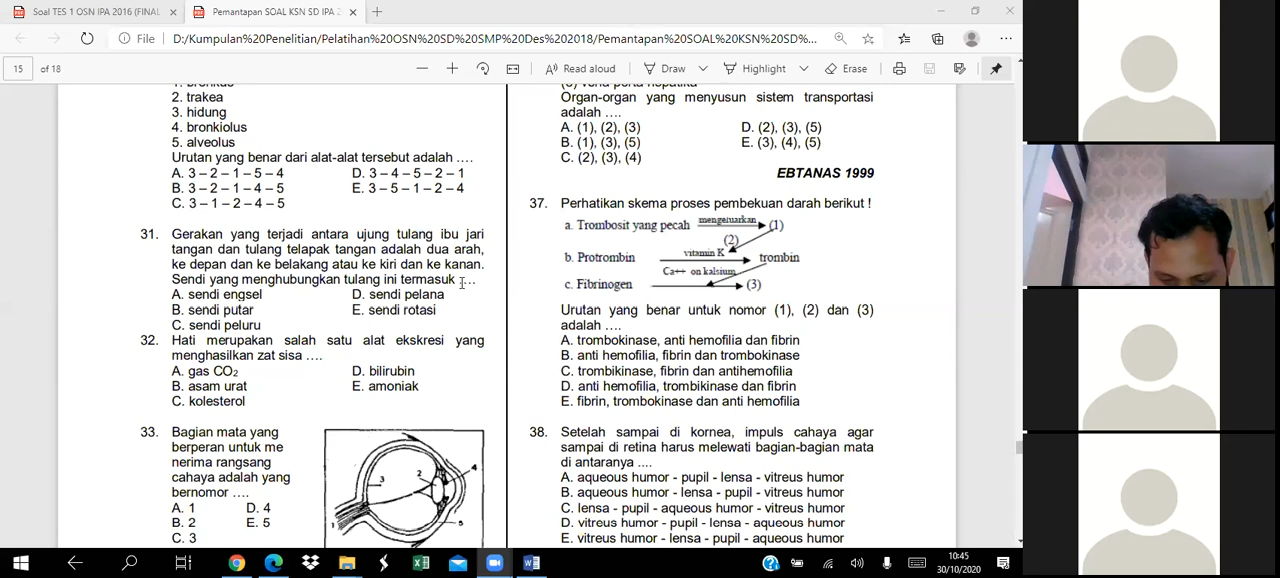 Soal TES 1 OSN IPA 2016 (FINAL
Pemantapan SOAL KSN SD IPA 2
File
D:/Kumpulan%20Penelitian/Pelatihan%20OSN%20SD%20SMP%20Des%202018/Pemantapan%20SOAL%20KSN%20SD%...
15 of 18
Read aloud
Draw
Highlight
Erase
2. trakea
3. hidung
4. bronkiolus
5. alveolus
Urutan yang benar dari alat-alat tersebut adalah ….
A. 3 – 2 – 1 – 5 – 4 D. 3 – 4 – 5 – 2 – 1
B. 3 – 2 – 1 – 4 – 5 E. 3 – 5 – 1 – 2 – 4
C. 3 – 1 – 2 – 4 – 5
31. Gerakan yang terjadi antara ujung tulang ibu jari
tangan dan tulang telapak tangan adalah dua arah,
ke depan dan ke belakang atau ke kiri dan ke kanan.
Sendi yang menghubungkan tulang ini termasuk ….
A. sendi engsel D. sendi pelana
B. sendi putar E. sendi rotasi
C. sendi peluru
32. Hati merupakan salah satu alat ekskresi yang
menghasilkan zat sisa ….
A. gas CO2 D. bilirubin
B. asam urat E. amoniak
C. kolesterol
33. Bagian mata yang
berperan untuk me
nerima rangsang
cahaya adalah yang
bernomor ….
A. 1 D. 4
B. 2 E. 5
C. 3
1
2
3
4
5
Organ-organ yang menyusun sistem transportasi
adalah ….
A. (1), (2), (3) D. (2), (3), (5)
B. (1), (3), (5) E. (3), (4), (5)
C. (2), (3), (4)
EBTANAS 1999
37. Perhatikan skema proses pembekuan darah berikut !
a. Trombosit yang pecah mengeluarkan (1)
(2)
b. Protrombin vitamin K trombin
Ca++ on kalsium
c. Fibrinogen (3)
Urutan yang benar untuk nomor (1), (2) dan (3)
adalah ….
A. trombokinase, anti hemofilia dan fibrin
B. anti hemofilia, fibrin dan trombokinase
C. trombikinase, fibrin dan antihemofilia
D. anti hemofilia, trombikinase dan fibrin
E. fibrin, trombokinase dan anti hemofilia
38. Setelah sampai di kornea, impuls cahaya agar
sampai di retina harus melewati bagian-bagian mata
di antaranya ....
A. aqueous humor - pupil - lensa - vitreus humor
B. aqueous humor - lensa - pupil - vitreus humor
C. lensa - pupil - aqueous humor - vitreus humor
D. vitreus humor - pupil - lensa - aqueous humor
E. vitreus humor - lensa - pupil - aqueous humor
10:45
30/10/2020